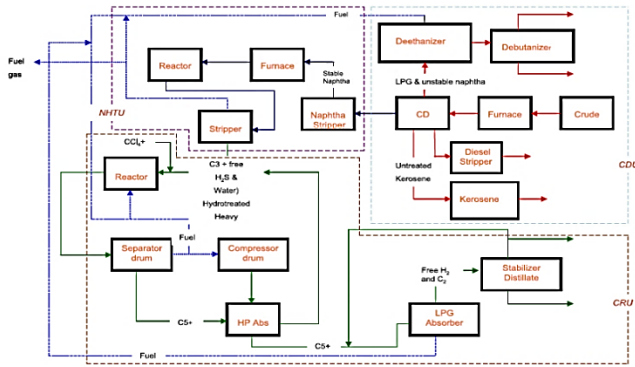 Fuel
Deethanizer
Debutanizer
Fuel
gas
Reactor
Furnace
Stable
Naphtha
LPG & unstable naphtha
NHTU
Stripper
Naphtha
Stripper
CD
Furnace
Crude
CCl4+
C3 + free
H2S &
Water)
Hydrotreated
Heavy
Reactor
Untreated
Kerosene
Diesel
Stripper
CDU
Kerosene
Fuel
Separator
drum
Compressor
drum
Free H2
and C2
Stabilizer
Distillate
CRU
C5+
HP Abs
LPG
Absorber
C5+
Fuel